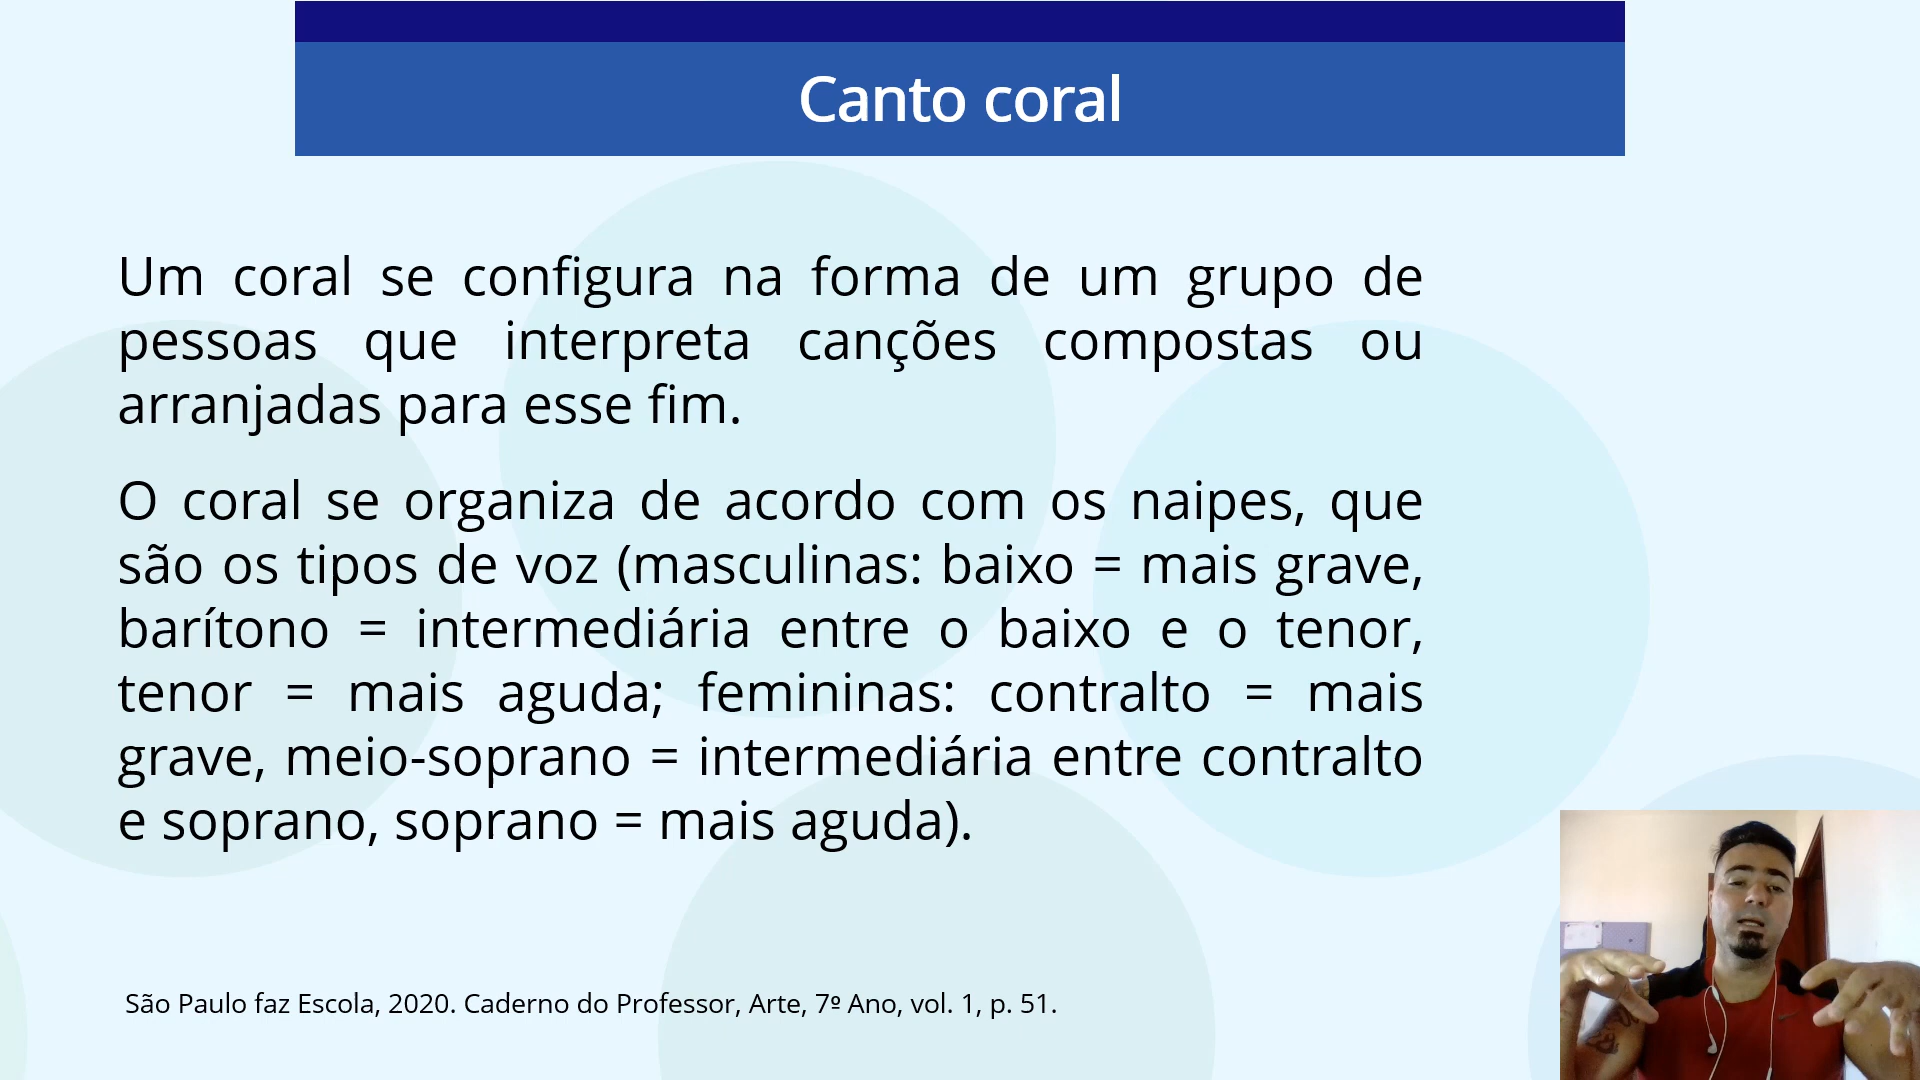 Canto coral
Um coral se configura na forma de um grupo de
pessoas que interpreta canções compostas ou
arranjadas para esse fim.
O coral se organiza de acordo com os naipes, que
são os tipos de voz (masculinas: baixo = mais grave,
barítono = intermediária entre o baixo e o tenor,
tenor = mais aguda; femininas: contralto = mais
grave, meio-soprano = intermediária entre contralto
e soprano, soprano = mais aguda).
São Paulo faz Escola, 2020. Caderno do Professor, Arte, 7º Ano, vol. 1, p. 51.